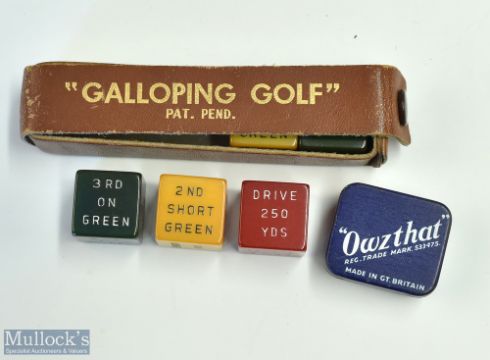 "GALLOPING GOLF"
PAT. PEND.
GREEN
3RD
ON
GREEN
2ND
SHORT
GREEN
DRIVE
250
YDS
"Owzthat"
REG. TRADE MARK. 533475.
MADE IN GT. BRITAIN
Mullock's
Specialist Auctioneers & Valuers